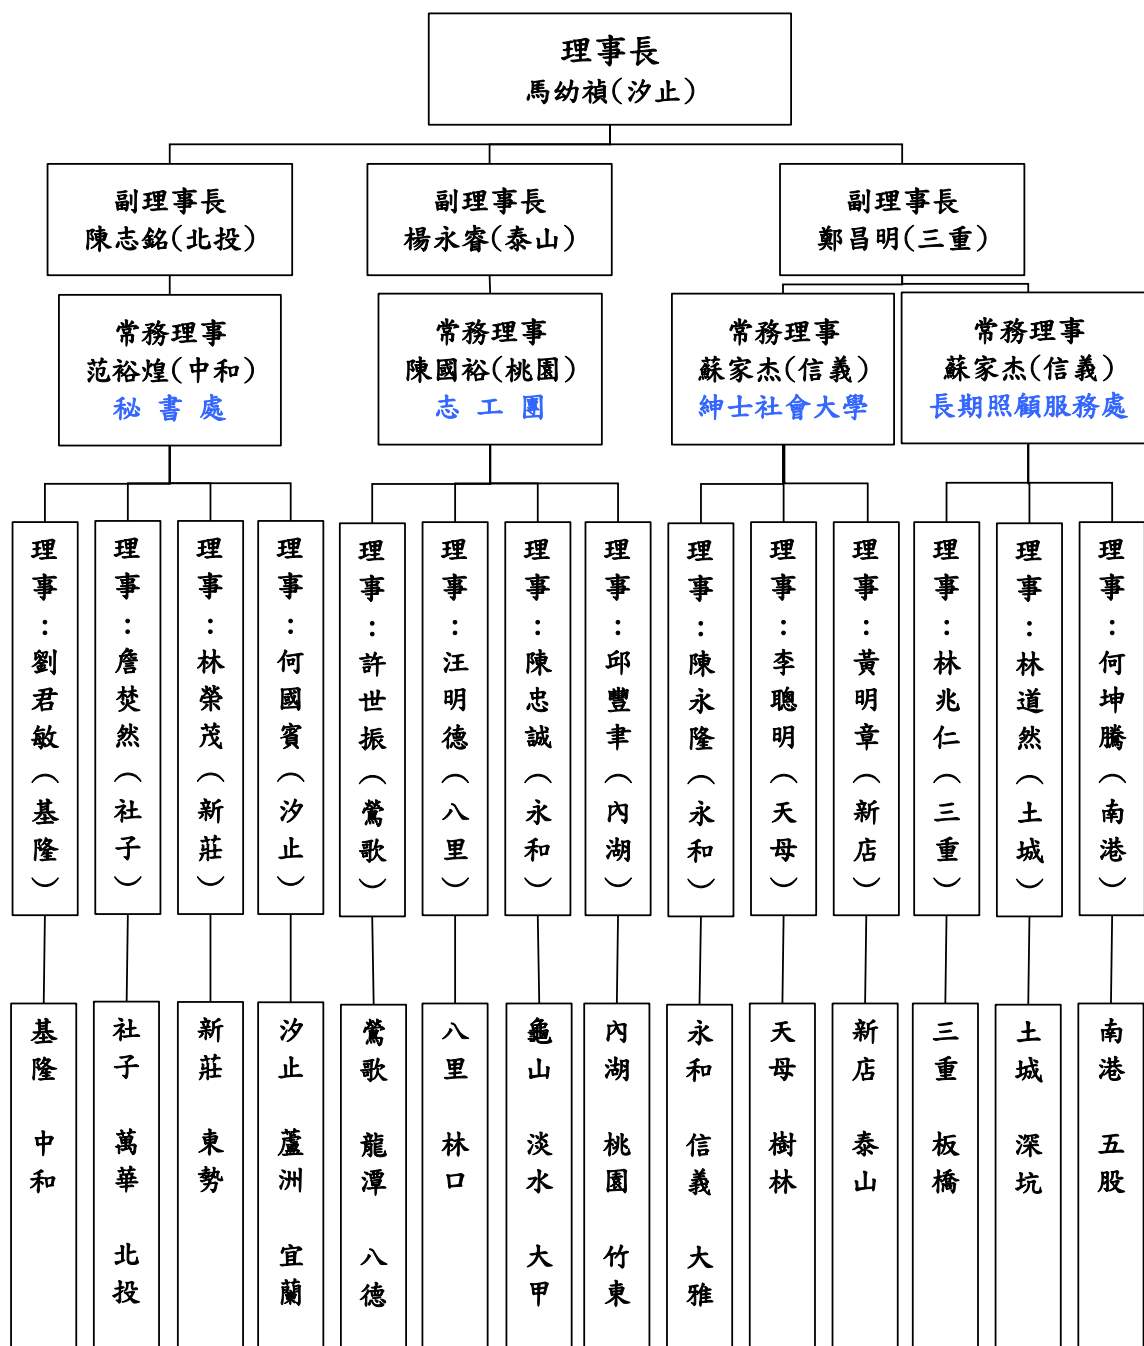 理事長
馬幼禎(汐止)
副理事長
陳志銘(北投)
副理事長
楊永睿(泰山)
副理事長
鄭昌明(三重)
常務理事
范裕煌(中和)
秘 書 處
常務理事
陳國裕(桃園)
志 工 團
常務理事
蘇家杰(信義)
紳士社會大學
常務理事
蘇家杰(信義)
長期照顧服務處
理事：劉君敏(基隆)
理事：詹焚然(社子)
理事：林榮茂(新莊)
理事：何國賓(汐止)
理事：許世振(鶯歌)
理事：汪明德(八里)
理事：陳忠誠(永和)
理事：邱豐聿(內湖)
理事：陳永隆(永和)
理事：李聰明(天母)
理事：黃明章(新店)
理事：林兆仁(三重)
理事：林道然(土城)
理事：何坤騰(南港)
基隆 中和
社子 萬華 北投
新莊 東勢
汐止 蘆洲 宜蘭
鶯歌 龍潭 八德
八里 林口
龜山 淡水 大甲
內湖 桃園 竹東
永和 信義 大雅
天母 樹林
新店 泰山
三重 板橋
土城 深坑
南港 五股